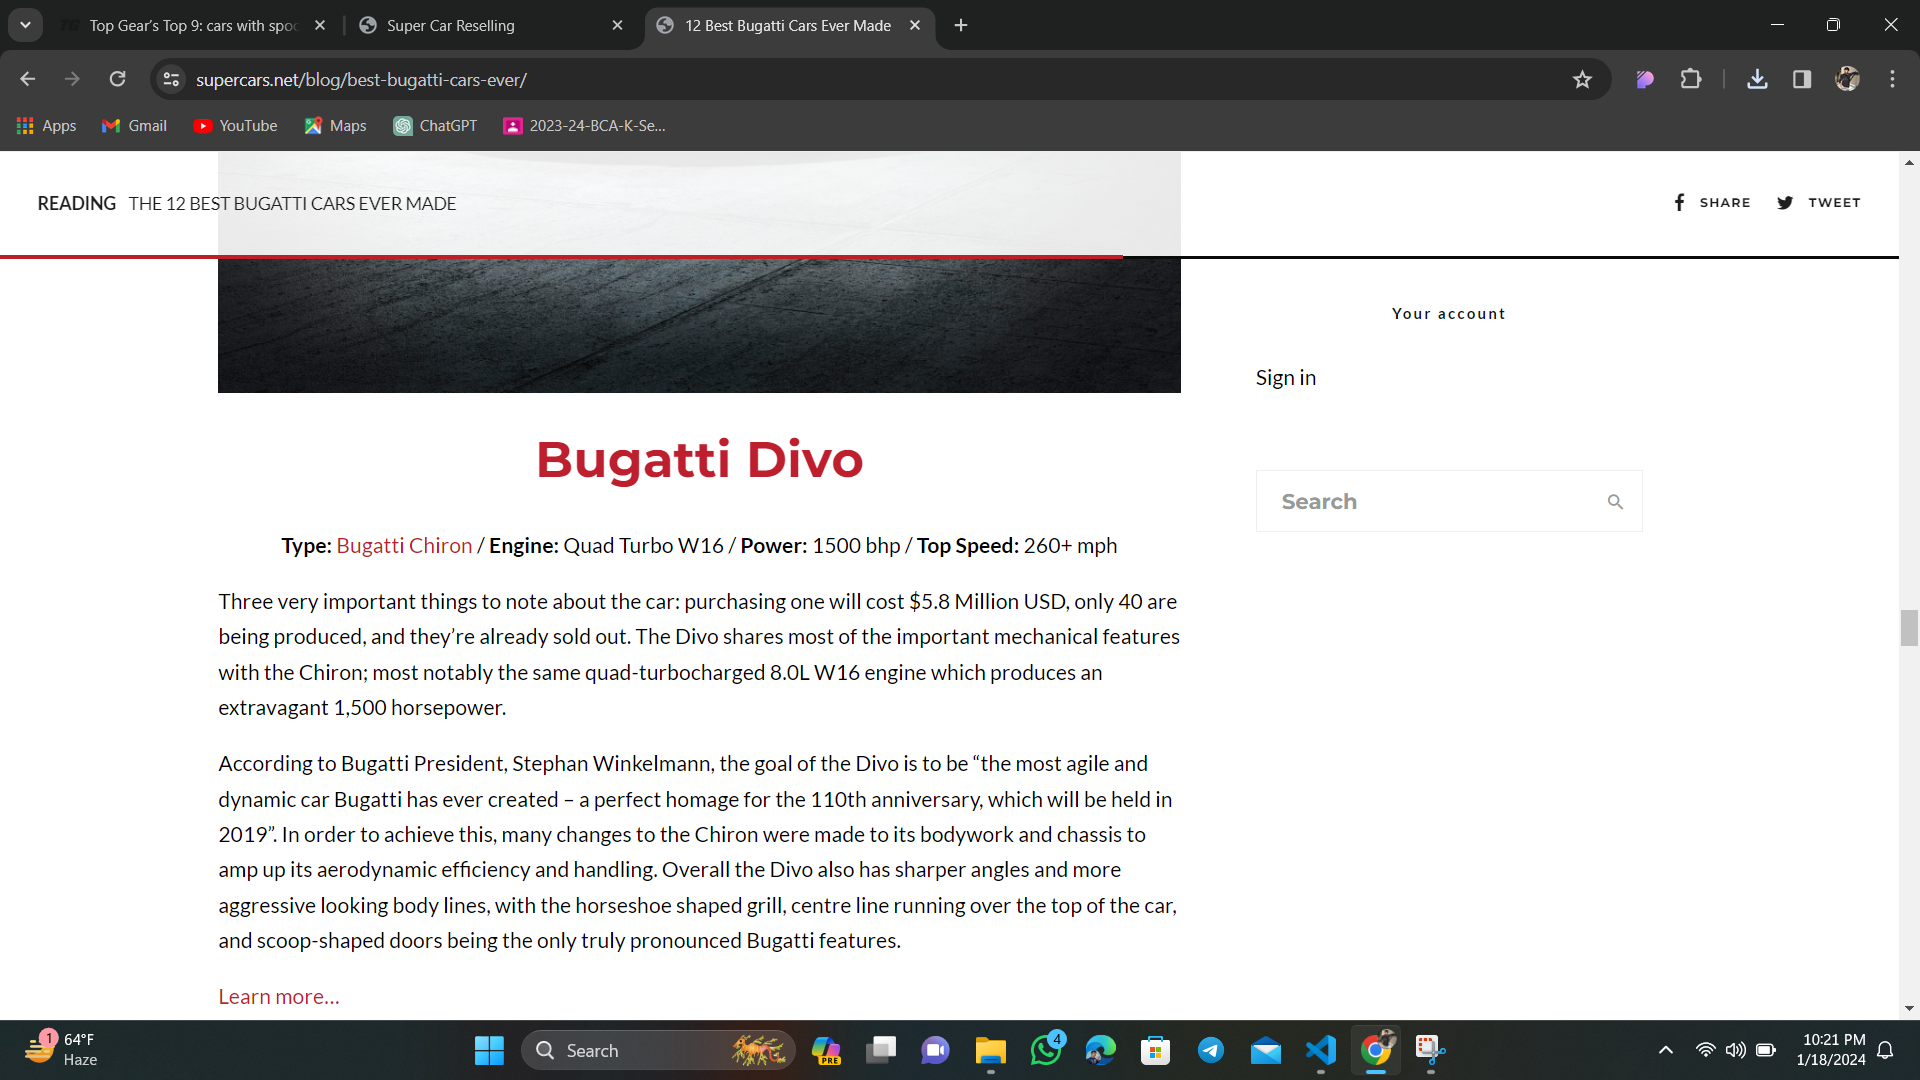 Top Gear’s Top 9: cars with spoo
Super Car Reselling
12 Best Bugatti Cars Ever Made
supercars.net/blog/best-bugatti-cars-ever/
Apps
Gmail
YouTube
Maps
ChatGPT
2023-24-BCA-K-Se...
READING THE 12 BEST BUGATTI CARS EVER MADE
SHARE
TWEET
Your account
Sign in
Search
Bugatti Divo
Type: Bugatti Chiron / Engine: Quad Turbo W16 / Power: 1500 bhp / Top Speed: 260+ mph
Three very important things to note about the car: purchasing one will cost $5.8 Million USD, only 40 are
being produced, and they’re already sold out. The Divo shares most of the important mechanical features
with the Chiron; most notably the same quad-turbocharged 8.0L W16 engine which produces an
extravagant 1,500 horsepower.
According to Bugatti President, Stephan Winkelmann, the goal of the Divo is to be “the most agile and
dynamic car Bugatti has ever created – a perfect homage for the 110th anniversary, which will be held in
2019”. In order to achieve this, many changes to the Chiron were made to its bodywork and chassis to
amp up its aerodynamic efficiency and handling. Overall the Divo also has sharper angles and more
aggressive looking body lines, with the horseshoe shaped grill, centre line running over the top of the car,
and scoop-shaped doors being the only truly pronounced Bugatti features.
Learn more...
1
64°F
Haze
Search
PRE
4
10:21 PM
1/18/2024